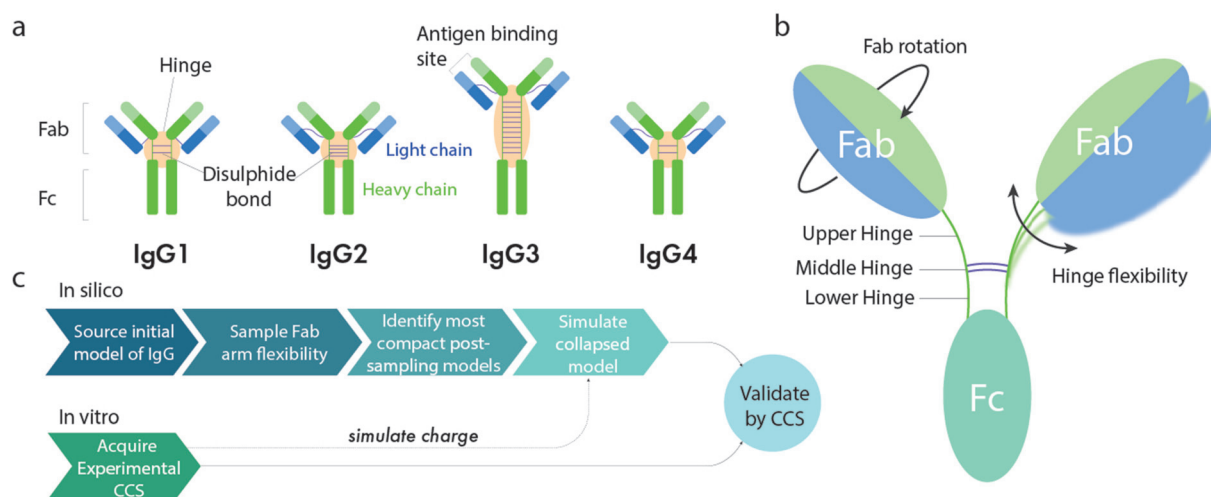 a
Hinge
Antigen binding
site
Fab
Fc
Disulphide
bond
Light chain
Heavy chain
IgG1
IgG2
IgG3
IgG4
b
Fab rotation
Fab
Fab
Upper Hinge
Middle Hinge
Lower Hinge
Hinge flexibility
Fc
c
In silico
Source initial
model of IgG
Sample Fab
arm flexibility
Identify most
compact post-
sampling models
Simulate
collapsed
model
In vitro
Acquire
Experimental
CCS
simulate charge
Validate
by CCS